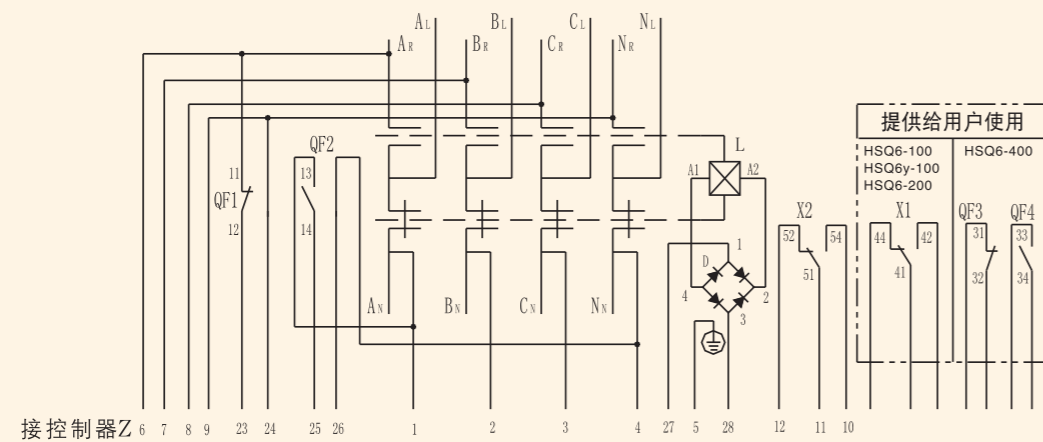 AL BL CL NL
AR BR CR NR
提供给用户使用
HSQ6-100 HSQ6-400
HSQ6y-100
HSQ6-200
QF2 L
A1 A2
11 13
QF1
12 14
X2 X1 QF3 QF4
52 54 44 42 31 33
51 41 32 34
D 1
4 2
3
AN BN CN NN
接控制器Z 6 7 8 9 23 24 25 26 1 2 3 4 27 5 28 12 11 10